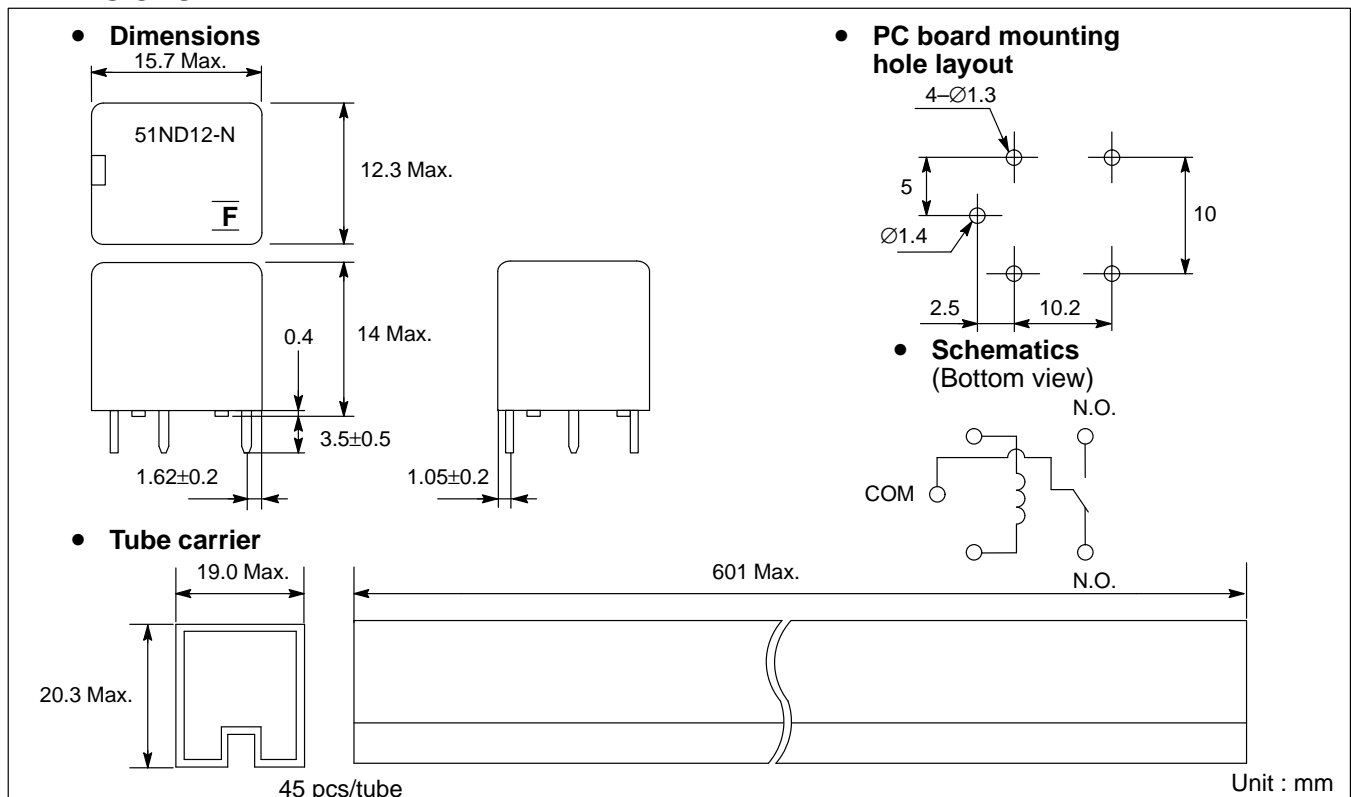 • Dimensions
15.7 Max.
51ND12-N
F
12.3 Max.
14 Max.
0.4
3.5±0.5
1.62±0.2
1.05±0.2
• PC board mounting
hole layout
4–∅1.3
5
10
∅1.4
2.5
10.2
• Schematics
(Bottom view)
N.O.
COM
N.O.
• Tube carrier
19.0 Max.
601 Max.
20.3 Max.
45 pcs/tube
Unit : mm